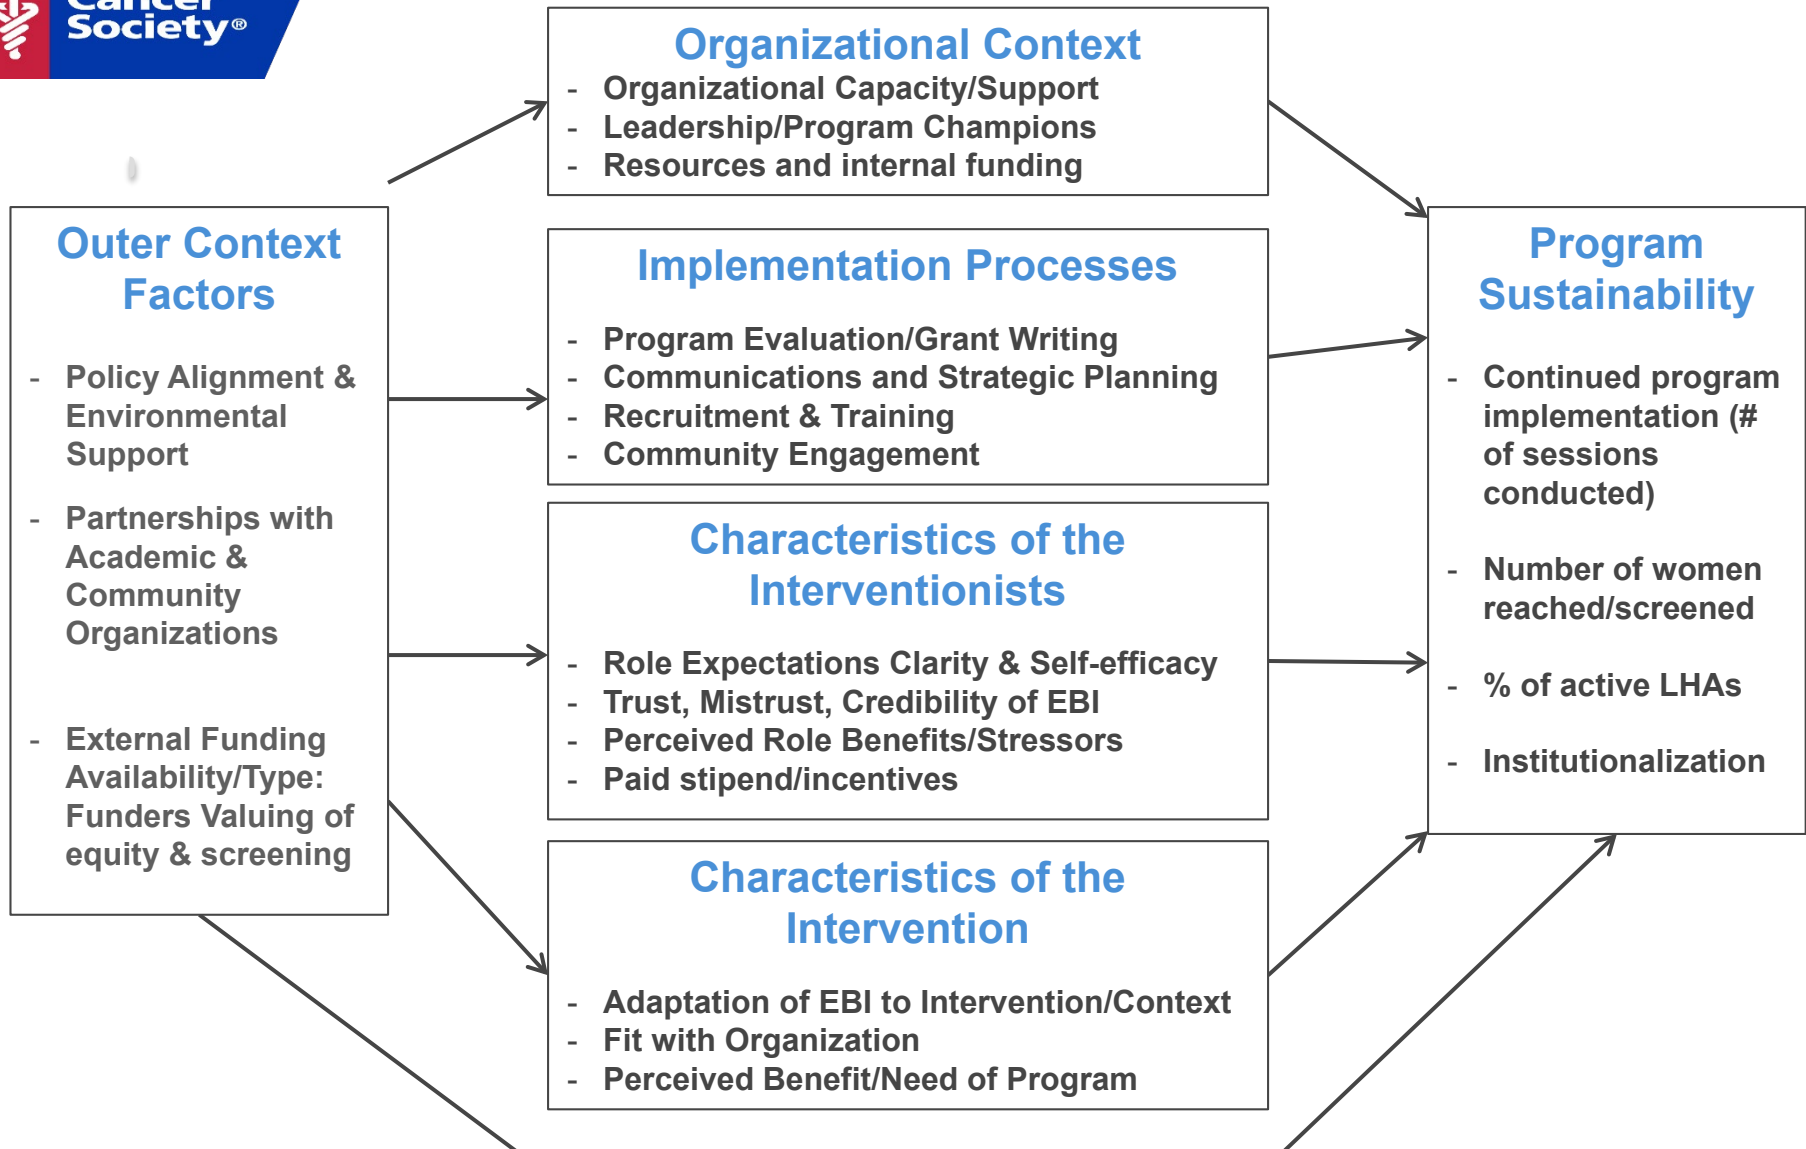 Cancer
Society®
Organizational Context
- Organizational Capacity/Support
- Leadership/Program Champions
- Resources and internal funding
Outer Context
Factors
- Policy Alignment &
Environmental
Support
- Partnerships with
Academic &
Community
Organizations
- External Funding
Availability/Type:
Funders Valuing of
equity & screening
Implementation Processes
- Program Evaluation/Grant Writing
- Communications and Strategic Planning
- Recruitment & Training
- Community Engagement
Characteristics of the
Interventionists
- Role Expectations Clarity & Self-efficacy
- Trust, Mistrust, Credibility of EBI
- Perceived Role Benefits/Stressors
- Paid stipend/incentives
Characteristics of the
Intervention
- Adaptation of EBI to Intervention/Context
- Fit with Organization
- Perceived Benefit/Need of Program
Program
Sustainability
- Continued program
implementation (#
of sessions
conducted)
- Number of women
reached/screened
- % of active LHAs
- Institutionalization